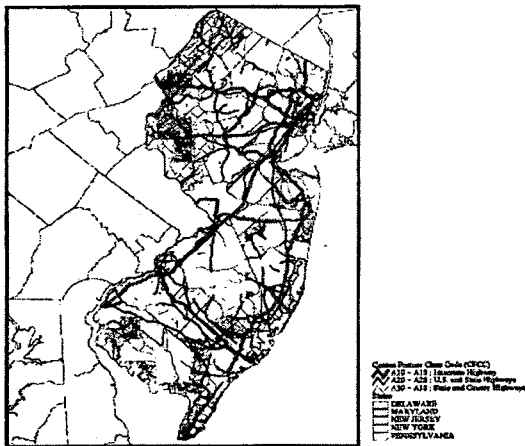 Census Feature Class Code (CFCC)
A10 - A18 : Interstate Highway
A20 - A28 : U.S. and State Highways
A30 - A38 : State and County Highways
States
DELAWARE
MARYLAND
NEW JERSEY
NEW YORK
PENNSYLVANIA